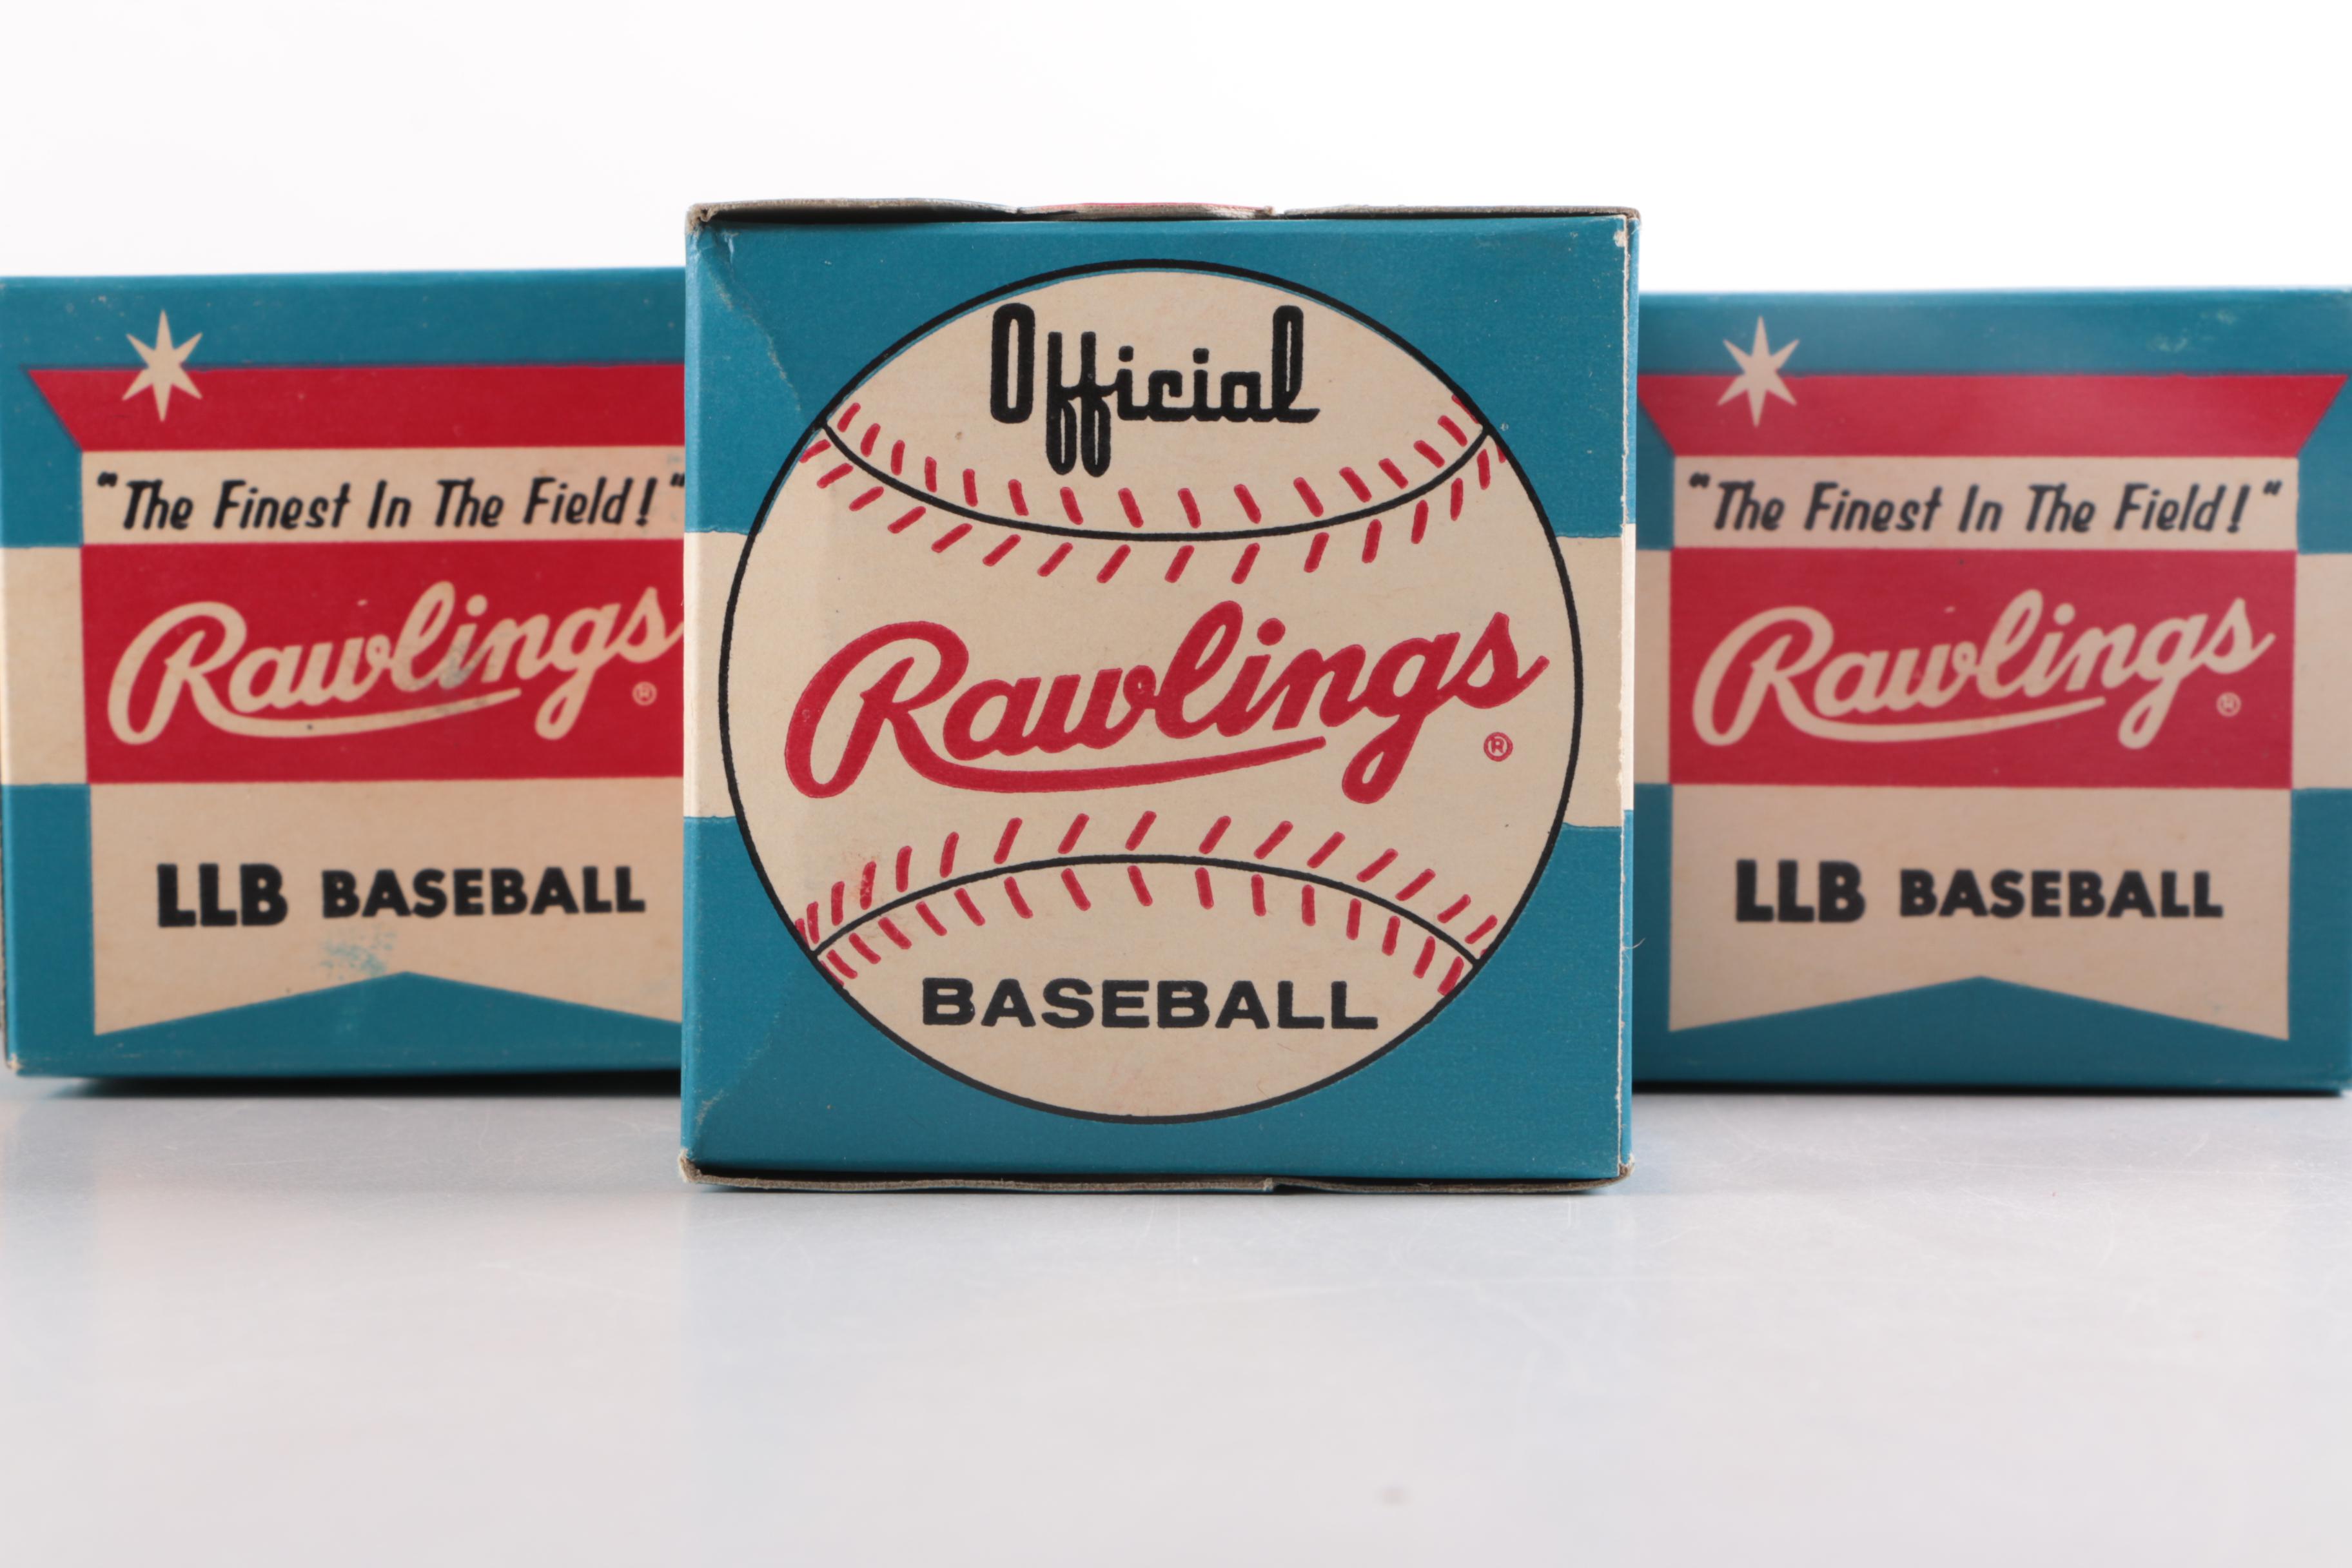 "The Finest In The Field!"
Rawlings®
LLB BASEBALL
Official
Rawlings®
BASEBALL
"The Finest In The Field!"
Rawlings®
LLB BASEBALL